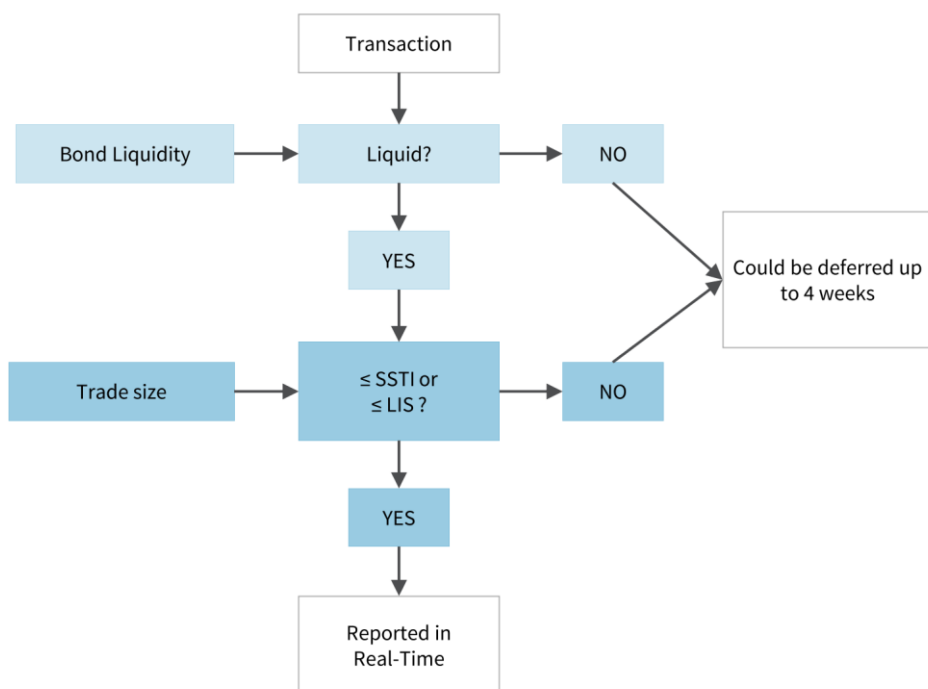 Transaction
Bond Liquidity
Liquid?
NO
YES
Could be deferred up
to 4 weeks
Trade size
≤ SSTI or
≤ LIS ?
NO
YES
Reported in
Real-Time